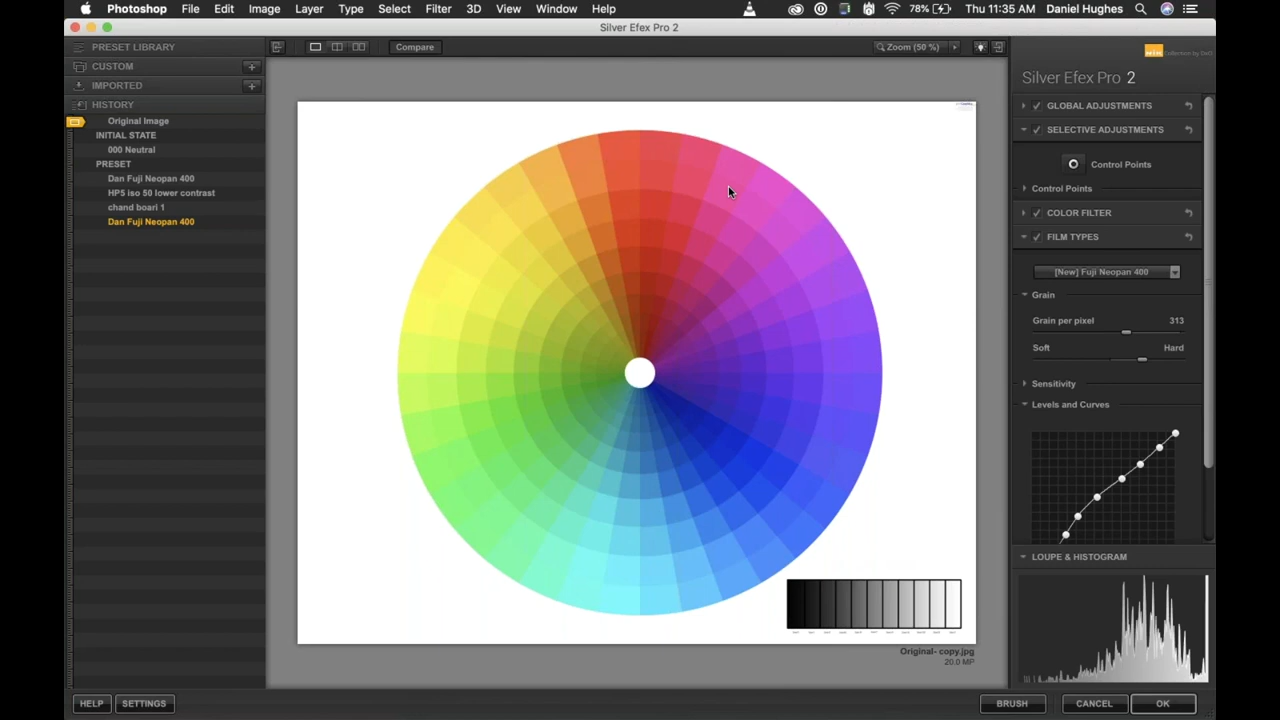 Photoshop File Edit Image Layer Type Select Filter 3D View Window Help 78% Thu 11:35 AM Daniel Hughes
Silver Efex Pro 2
PRESET LIBRARY
CUSTOM
IMPORTED
HISTORY
Original Image
INITIAL STATE
000 Neutral
PRESET
Dan Fuji Neopan 400
HP5 iso 50 lower contrast
chand boari 1
Dan Fuji Neopan 400
Compare
Zoom (50 %)
Original- copy.jpg
20.0 MP
nik Collection by DxO
Silver Efex Pro 2
GLOBAL ADJUSTMENTS
SELECTIVE ADJUSTMENTS
Control Points
Control Points
COLOR FILTER
FILM TYPES
[New] Fuji Neopan 400
Grain
Grain per pixel 313
Soft Hard
Sensitivity
Levels and Curves
LOUPE & HISTOGRAM
HELP SETTINGS BRUSH CANCEL OK